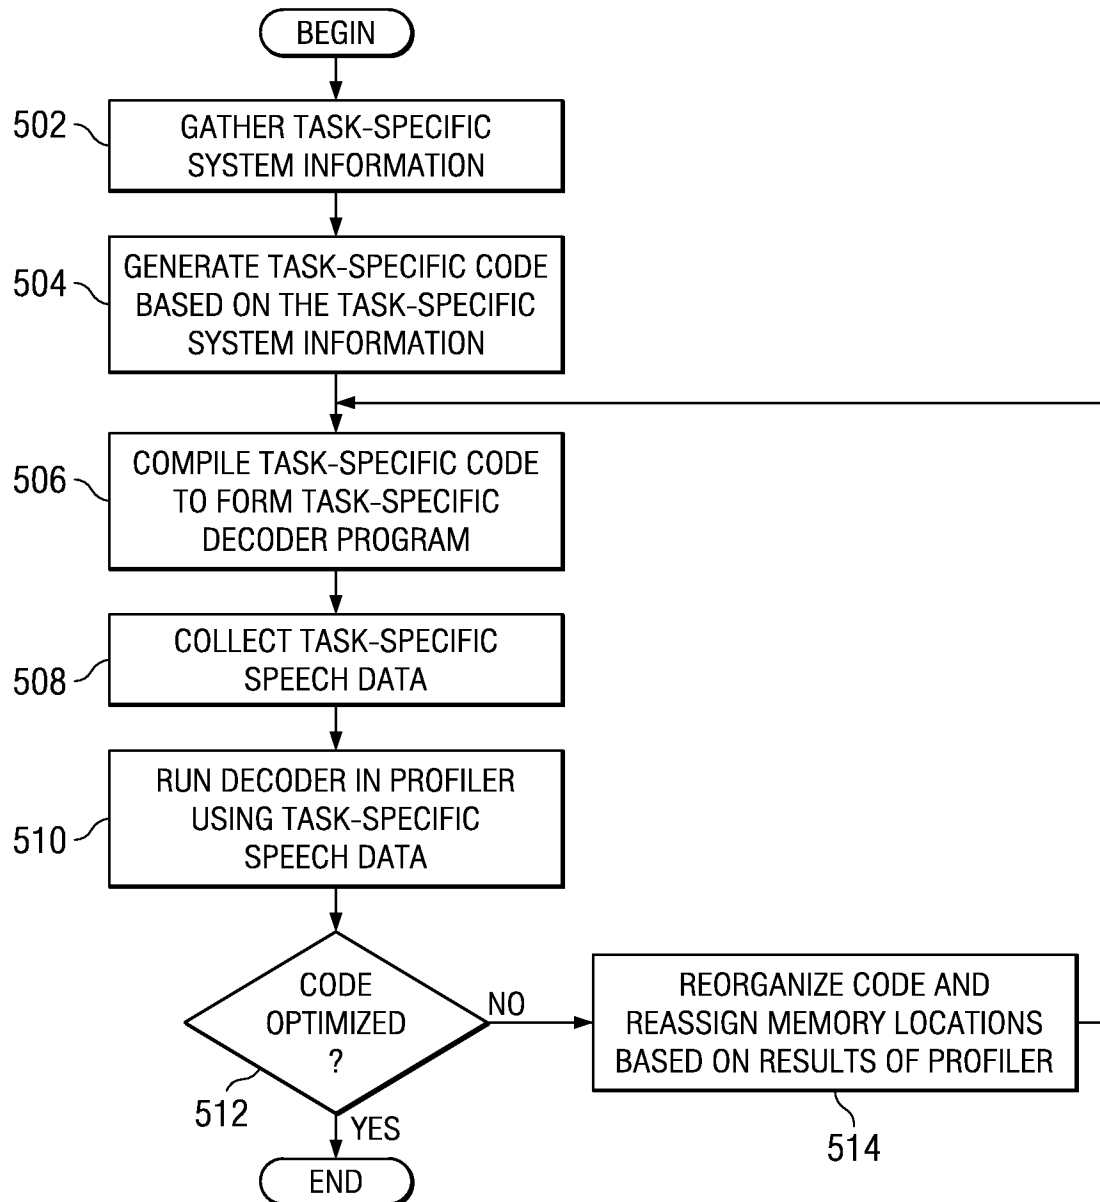 BEGIN
502
GATHER TASK-SPECIFIC
SYSTEM INFORMATION
504
GENERATE TASK-SPECIFIC CODE
BASED ON THE TASK-SPECIFIC
SYSTEM INFORMATION
506
COMPILE TASK-SPECIFIC CODE
TO FORM TASK-SPECIFIC
DECODER PROGRAM
508
COLLECT TASK-SPECIFIC
SPEECH DATA
510
RUN DECODER IN PROFILER
USING TASK-SPECIFIC
SPEECH DATA
512
CODE
OPTIMIZED
?
NO
REORGANIZE CODE AND
REASSIGN MEMORY LOCATIONS
BASED ON RESULTS OF PROFILER
514
YES
END